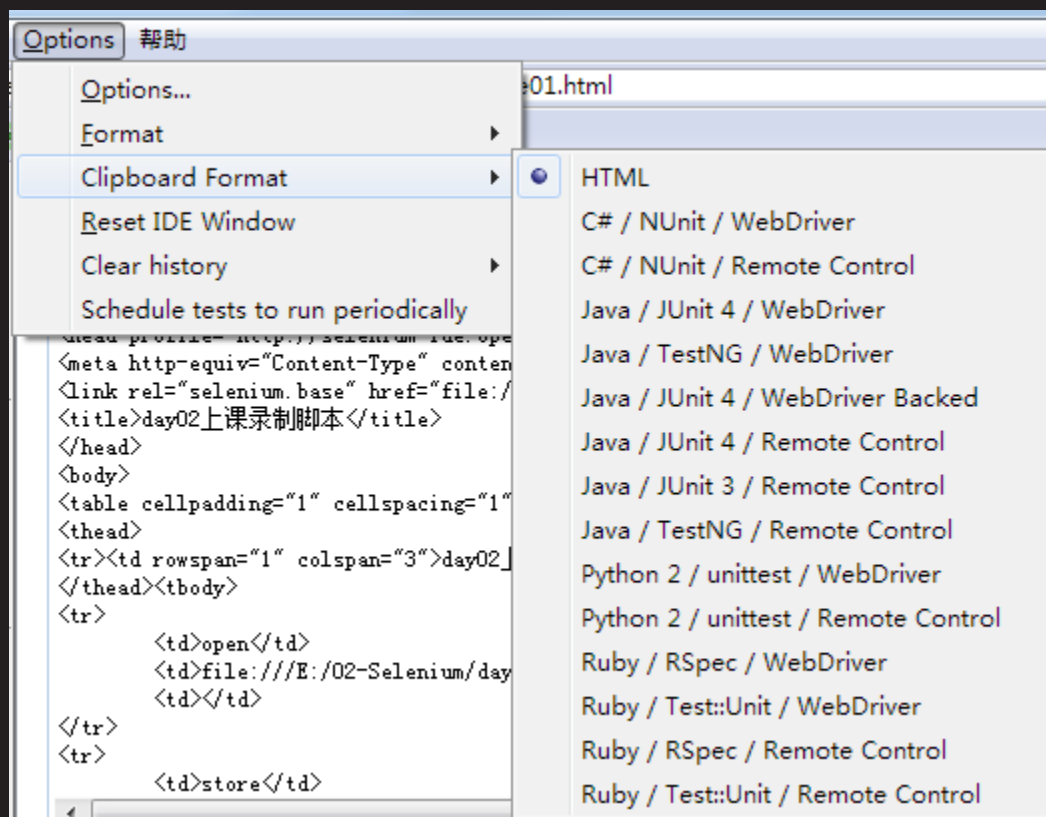 Options 帮助
Options...
e01.html
Format
Clipboard Format
Reset IDE Window
Clear history
Schedule tests to run periodically
HTML
C# / NUnit / WebDriver
C# / NUnit / Remote Control
Java / JUnit 4 / WebDriver
Java / TestNG / WebDriver
Java / JUnit 4 / WebDriver Backed
Java / JUnit 4 / Remote Control
Java / JUnit 3 / Remote Control
Java / TestNG / Remote Control
Python 2 / unittest / WebDriver
Python 2 / unittest / Remote Control
Ruby / RSpec / WebDriver
Ruby / Test::Unit / WebDriver
Ruby / RSpec / Remote Control
Ruby / Test::Unit / Remote Control
<head profile="http://selenium-ide.ope
<meta http-equiv="Content-Type" conten
<link rel="selenium.base" href="file:/
<title>day02上课录制脚本</title>
</head>
<body>
<table cellpadding="1" cellspacing="1"
<thead>
<tr><td rowspan="1" colspan="3">day02
</thead><tbody>
<tr>
<td>open</td>
<td>file:///E:/02-Selenium/day
<td></td>
</tr>
<tr>
<td>store</td>